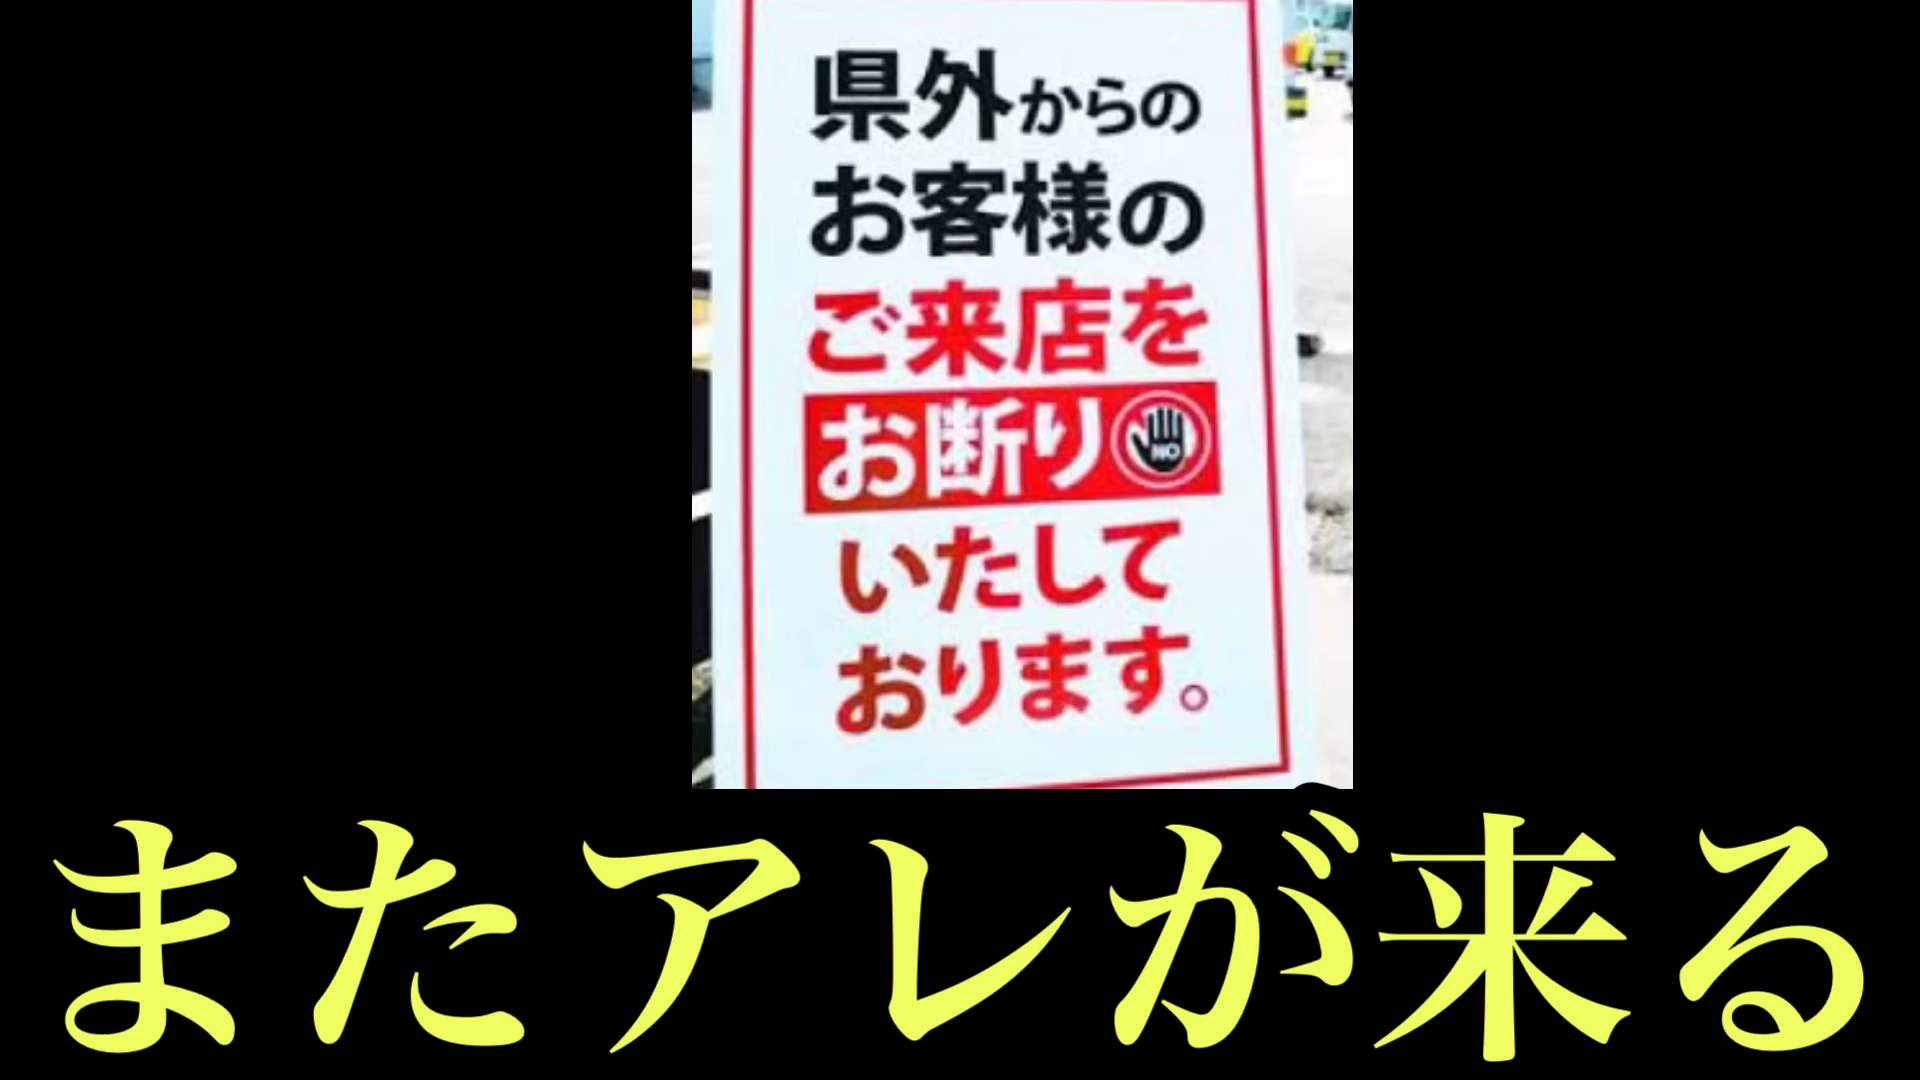 県外からの
お客様の
ご来店を
お断り
NO
いたして
おります。
またアレが来る